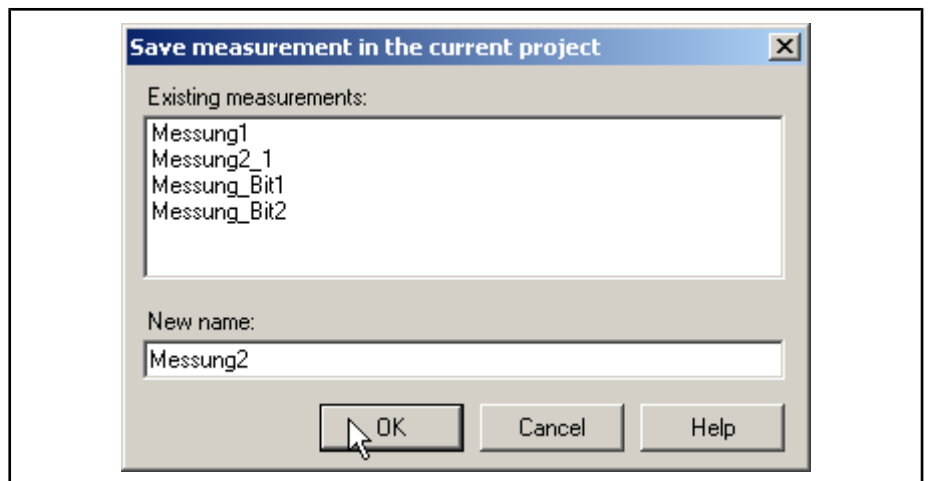 Save measurement in the current project
Existing measurements:
Messung1
Messung2_1
Messung_Bit1
Messung_Bit2
New name:
Messung2
OK Cancel Help